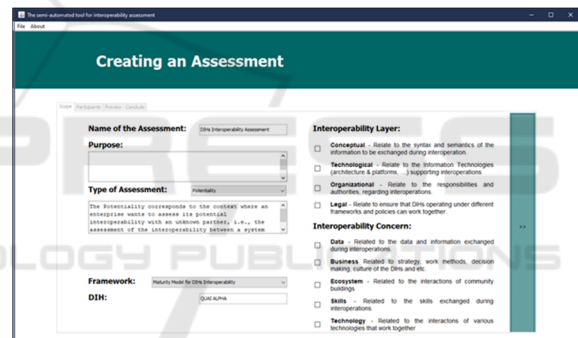 The semi-automated tool for interoperability assessment
File About
Creating an Assessment
Scope Participants Preview - Conclude
Name of the Assessment: DIHs Interoperability Assessment
Purpose:
Type of Assessment: Potentiality
The Potentiality corresponds to the context where an
enterprise wants to assess its potential
interoperability with an unknown partner, i.e., the
assessment of the interoperability between a system
Framework: Maturity Model for DIHs Interoperability
DIH: QUAI ALPHA
Interoperability Layer:
Conceptual - Relate to the syntax and semantics of the
information to be exchanged during interoperation.
Technological - Relate to the Information Technologies
(architecture & platforms, ...) supporting interoperations
Organizational - Relate to the responsibilities and
authorities, regarding interoperations
Legal - Relate to ensure that DIHs operating under different
frameworks and policies can work together
Interoperability Concern:
Data - Related to the data and information exchanged
during interoperations.
Business Related to strategy, work methods, decision
making, culture of the DIHs and etc.
Ecosystem - Related to the interactions of community
buildings
Skills - Related to the skills exchanged during
interoperations.
Technology - Related to the interactons of various
technologies that work together
>>
PRESS
OLOGY PUBLICATIONS